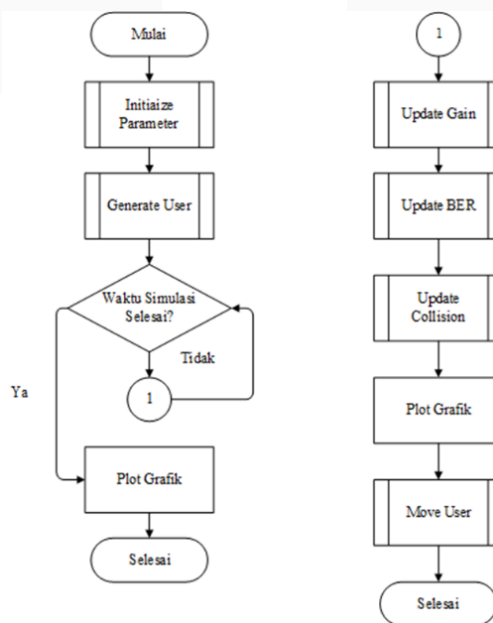 Mulai
Initiaize
Parameter
Generate User
Waktu Simulasi
Selesai?
Tidak
Ya
1
Plot Grafik
Selesai
1
Update Gain
Update BER
Update
Collision
Plot Grafik
Move User
Selesai